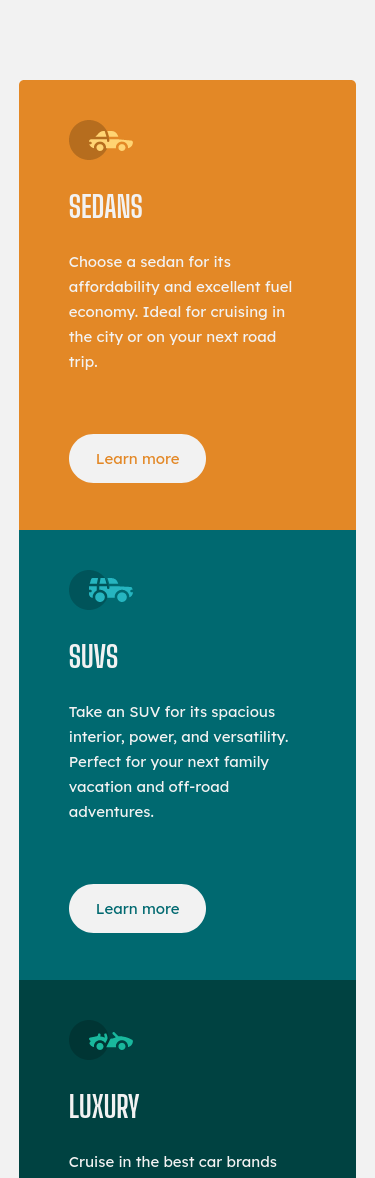 SEDANS
Choose a sedan for its
affordability and excellent fuel
economy. Ideal for cruising in
the city or on your next road
trip.
Learn more
SUVS
Take an SUV for its spacious
interior, power, and versatility.
Perfect for your next family
vacation and off-road
adventures.
Learn more
LUXURY
Cruise in the best car brands